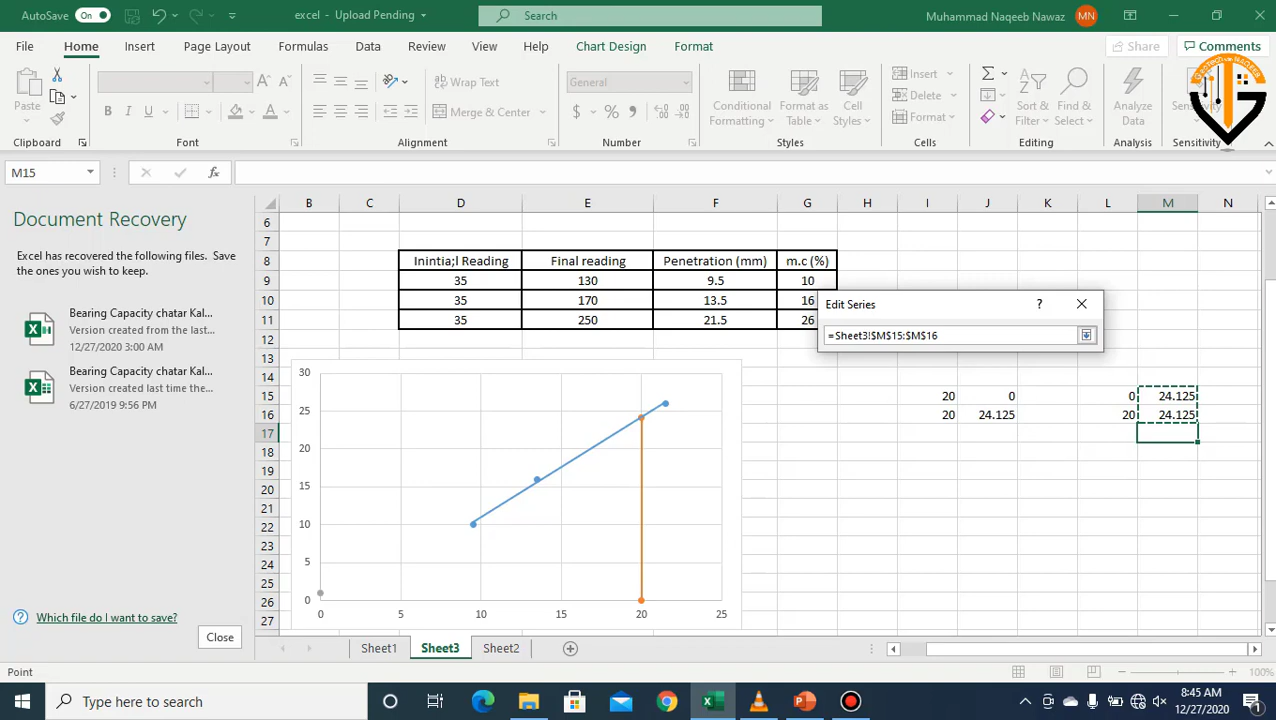 AutoSave On excel - Upload Pending Search Muhammad Naqeeb Nawaz MN
File Home Insert Page Layout Formulas Data Review View Help Chart Design Format Share Comments
Paste Wrap Text General Insert
Merge & Center Conditional Formatting Format as Table Cell Styles Delete Format Sort & Filter Find & Select Analyze Data
Clipboard Font Alignment Number Styles Cells Editing Analysis Sensitivity
M15 fx
Document Recovery
Excel has recovered the following files. Save
the ones you wish to keep.
Bearing Capacity chatar Kal...
Version created from the last...
12/27/2020 3:00 AM
Bearing Capacity chatar Kal...
Version created last time the...
6/27/2019 9:56 PM
Which file do I want to save?
Close
B C D E F G H I J K L M N
6
7
8 Inintia;l Reading Final reading Penetration (mm) m.c (%)
9 35 130 9.5 10
10 35 170 13.5 16
11 35 250 21.5 26
12
13
14
15 20 0 0 24.125
16 20 24.125 20 24.125
17
18
19
20
21
22
23
24
25
26
27
Edit Series ?
=Sheet3!$M$15:$M$16
30
25
20
15
10
5
0
0 5 10 15 20 25
Sheet1 Sheet3 Sheet2
Point 100%
Type here to search
8:45 AM
12/27/2020
1